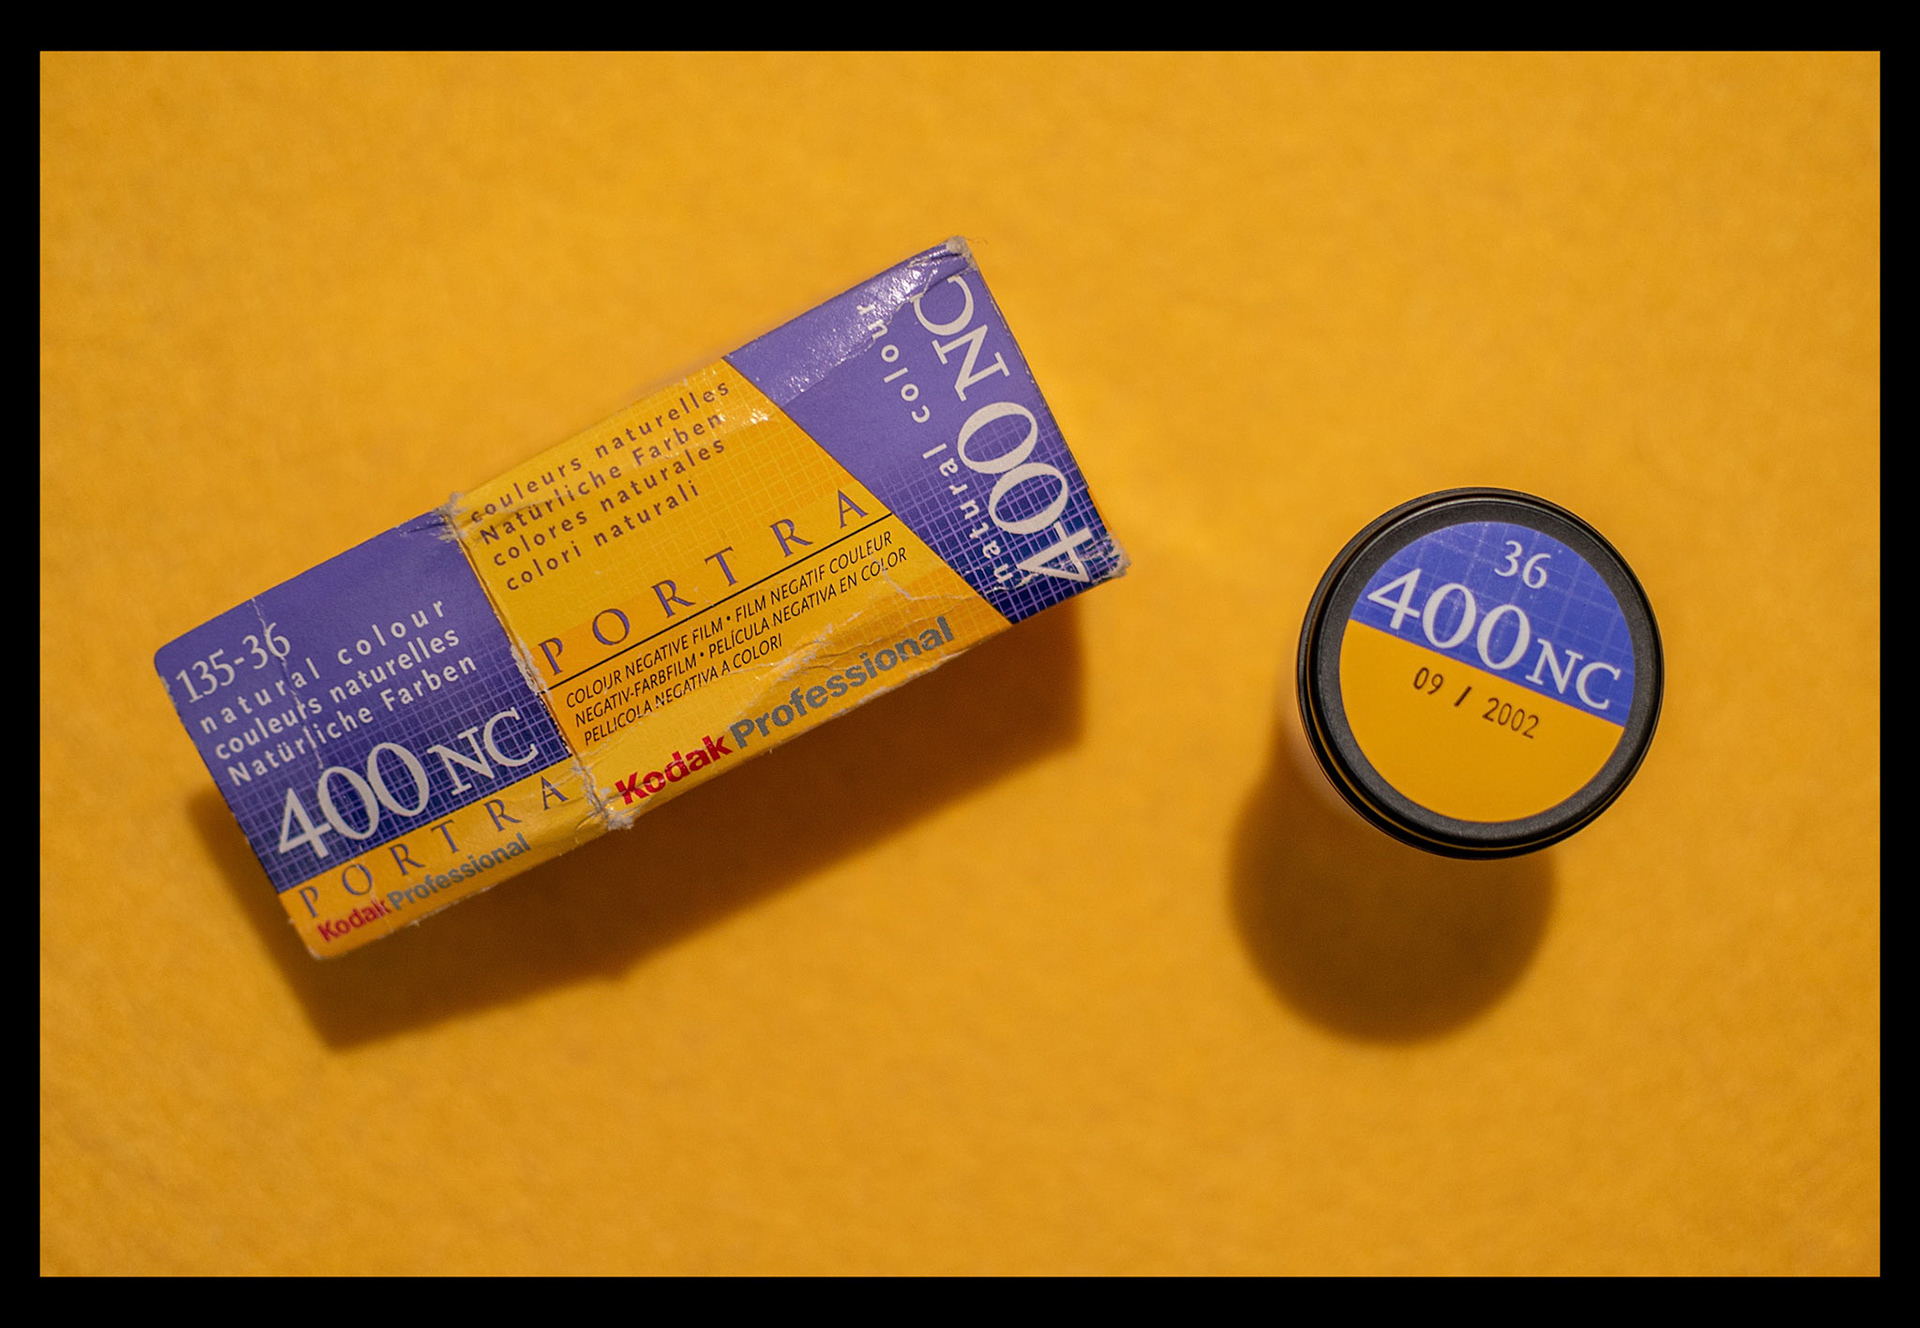 135-36
natural colour
couleurs naturelles
Natürliche Farben
400 NC
PORTRA
Kodak Professional
couleurs naturelles
Natürliche Farben
colores naturales
colori naturali
PORTRA
COLOUR NEGATIVE FILM • FILM NEGATIF COULEUR
NEGATIV-FARBFILM • PELÍCULA NEGATIVA EN COLOR
PELLICOLA NEGATIVA A COLORI
Kodak Professional
natural colour
400 NC
36
400 NC
09 / 2002